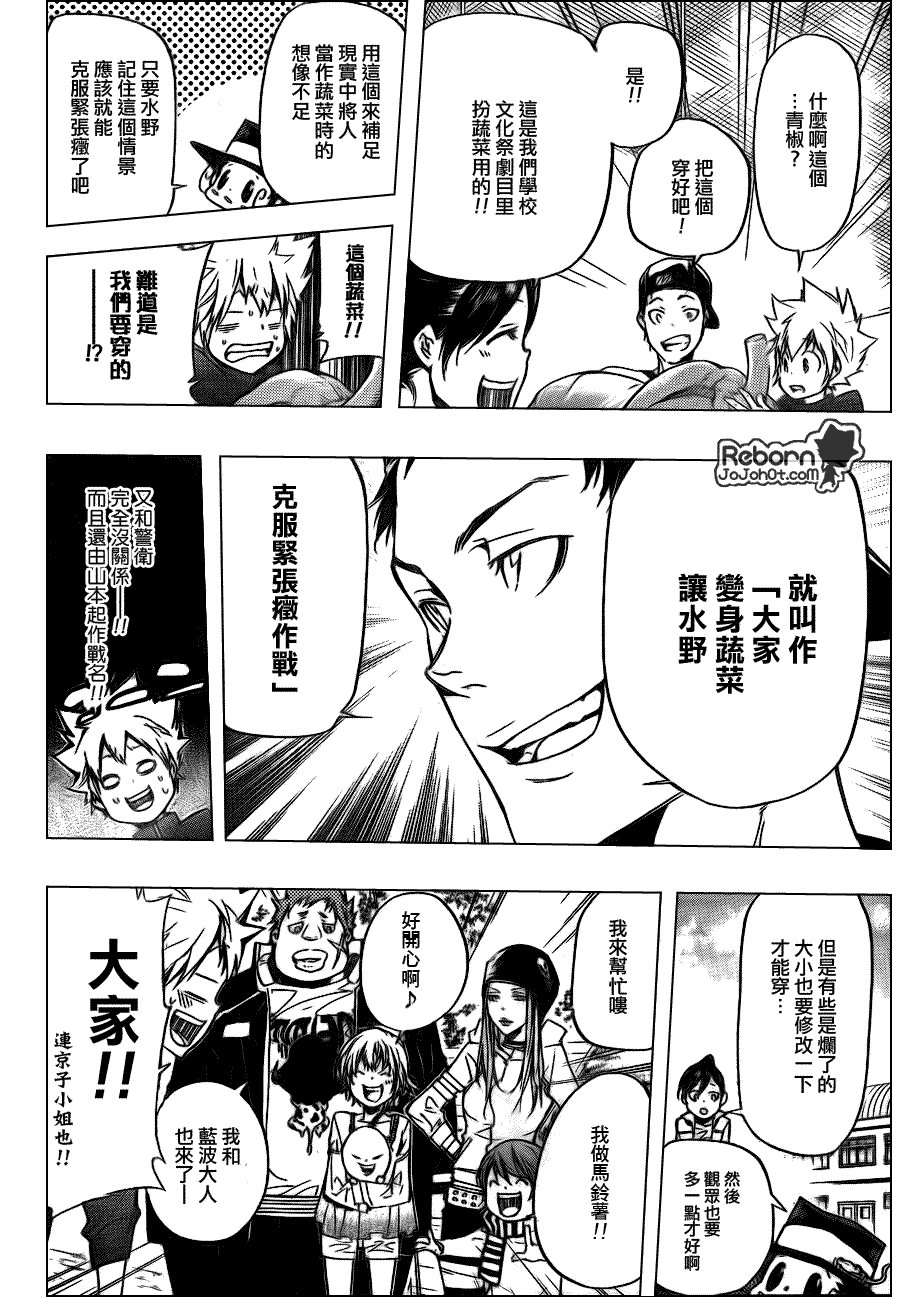 什麼啊這個
…青椒？
把這個
穿好吧！
是!!
這是我們學校
文化祭劇目里
扮蔬菜用的!!
用這個來補足
現實中將人
當作蔬菜時的
想像不足
只要水野
記住這個情景
應該就能
克服緊張癥了吧
這個蔬菜!!
難道是
我們要穿的
——!?
Reborn
JoJoHot.com
就叫作
「大家
變身蔬菜
讓水野
克服緊張癥作戰」
又和警衛
完全沒關係——!!
而且還由山本起作戰名!!
但是有些是爛了的
大小也要修改一下
才能穿…
然後
觀眾也要
多一點才好啊
我來幫忙嘍
我做馬鈴薯!!
好開心啊♪
我和
藍波大人
也來了—
大家!!
連京子小姐也!!